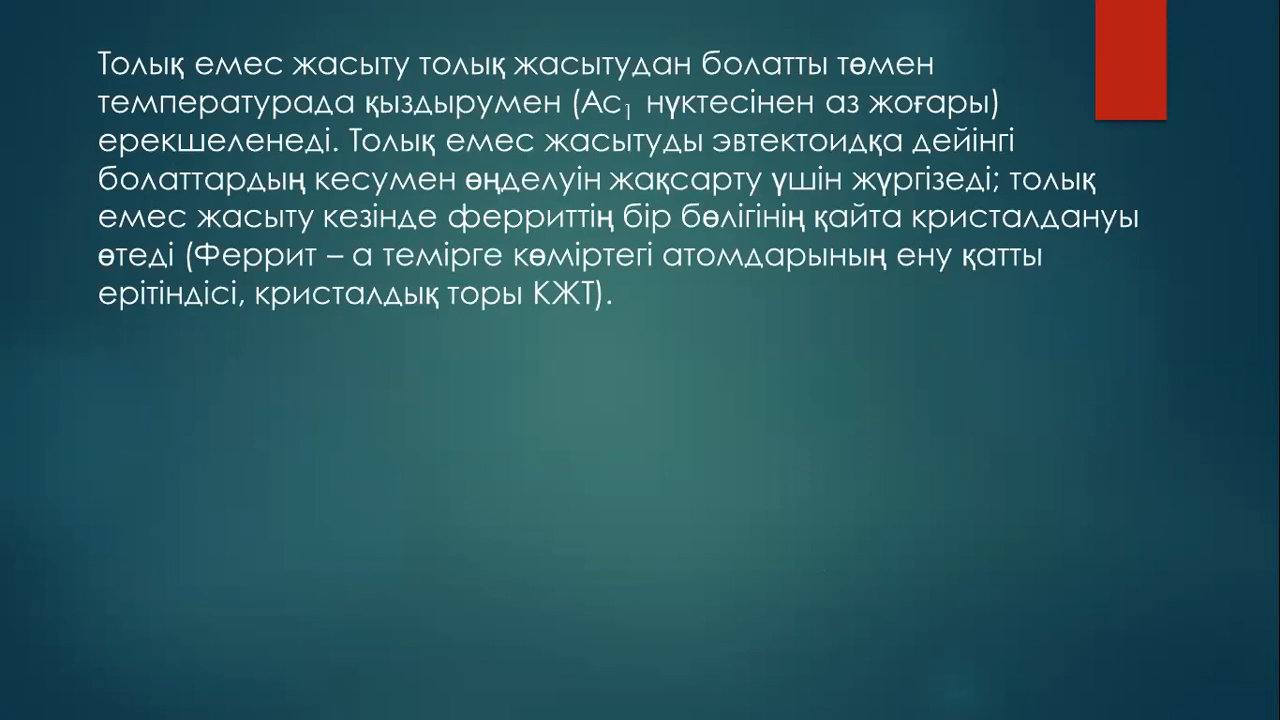 Толық емес жасыту толық жасытудан болатты төмен
температурада қыздырумен (Ас₁ нүктесінен аз жоғары)
ерекшеленеді. Толық емес жасытуды эвтектоидқа дейінгі
болаттардың кесумен өңделуін жақсарту үшін жүргізеді; толық
емес жасыту кезінде ферриттің бір бөлігінің қайта кристалдануы
өтеді (Феррит – а темірге көміртегі атомдарының ену қатты
ерітіндісі, кристалдық торы КЖТ).